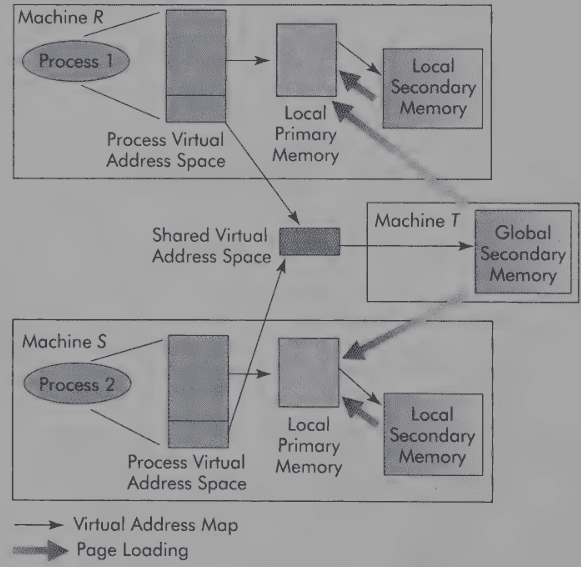 Machine R
Process 1
Process Virtual
Address Space
Local
Primary
Memory
Local
Secondary
Memory
Shared Virtual
Address Space
Machine T
Global
Secondary
Memory
Machine S
Process 2
Process Virtual
Address Space
Local
Primary
Memory
Local
Secondary
Memory
Virtual Address Map
Page Loading